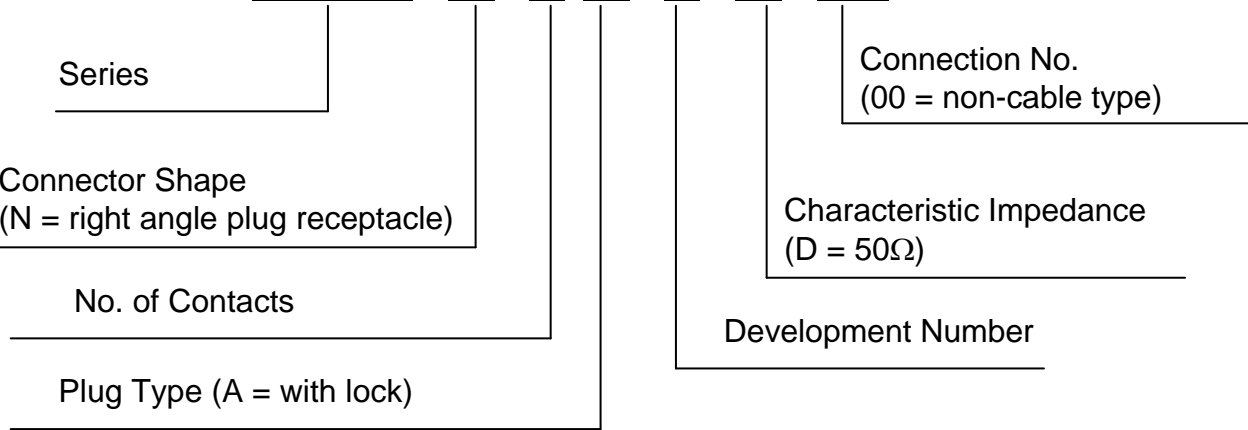 Series
Connection No.
(00 = non-cable type)
Connector Shape
(N = right angle plug receptacle)
Characteristic Impedance
(D = 50Ω)
No. of Contacts
Development Number
Plug Type (A = with lock)